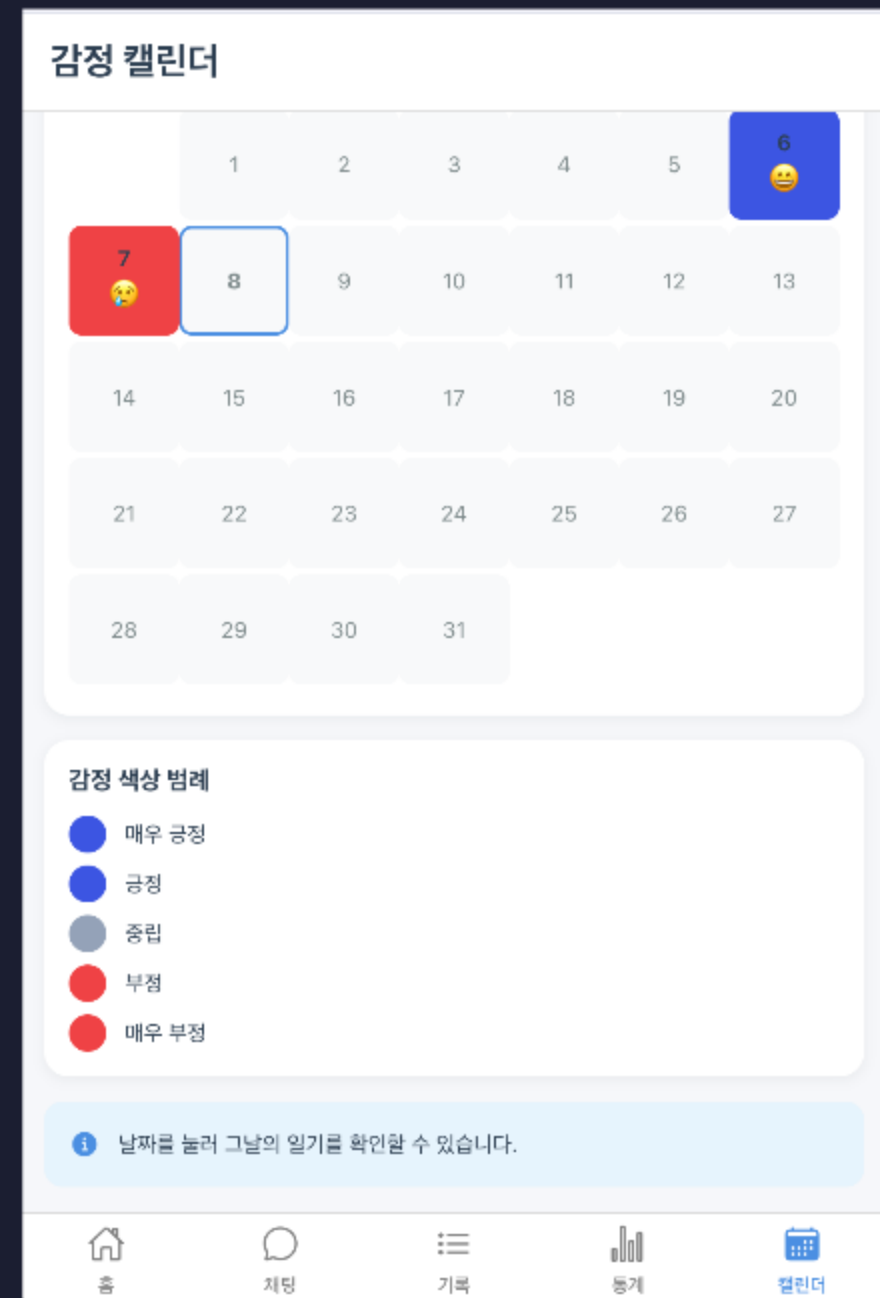 감정 캘린더
1 2 3 4 5 6
7 8 9 10 11 12 13
14 15 16 17 18 19 20
21 22 23 24 25 26 27
28 29 30 31
감정 색상 범례
매우 긍정
긍정
중립
부정
매우 부정
날짜를 눌러 그날의 일기를 확인할 수 있습니다.
홈 채팅 기록 통계 캘린더